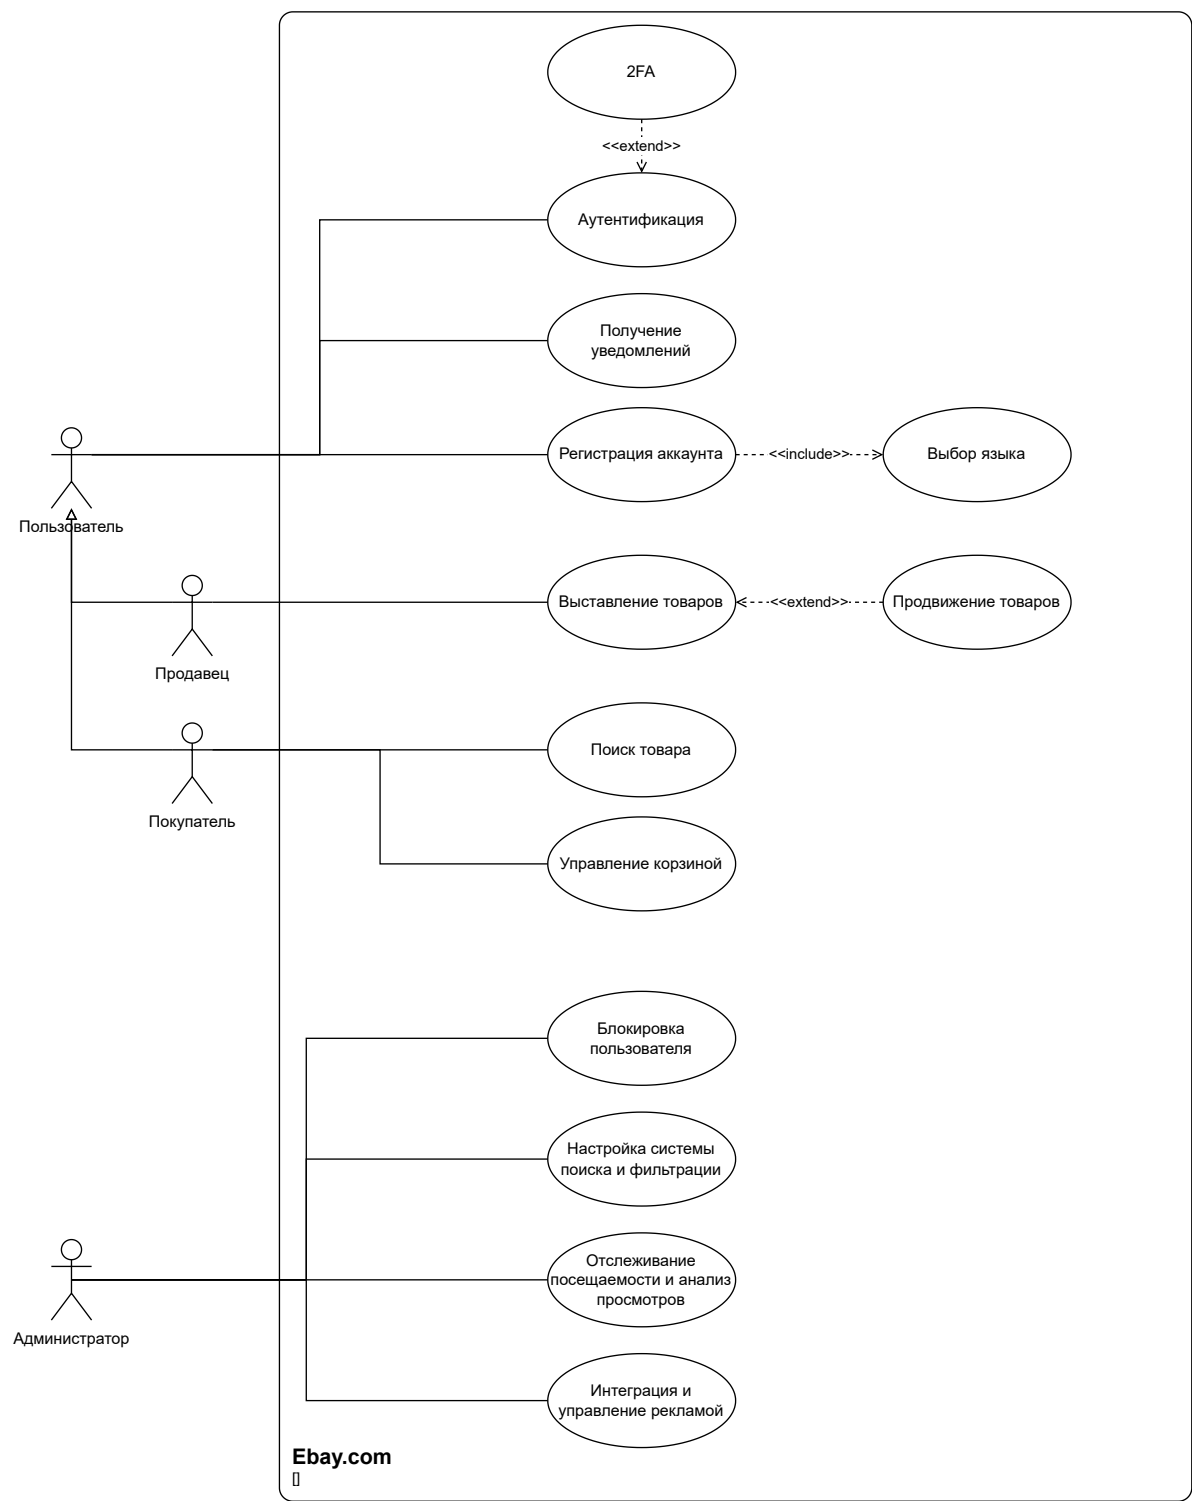 2FA
<<extend>>
Аутентификация
Получение
уведомлений
Регистрация аккаунта
<<include>>
Выбор языка
Пользователь
Выставление товаров
<<extend>>
Продвижение товаров
Продавец
Поиск товара
Покупатель
Управление корзиной
Блокировка
пользователя
Настройка системы
поиска и фильтрации
Отслеживание
посещаемости и анализ
просмотров
Администратор
Интеграция и
управление рекламой
Ebay.com
[]